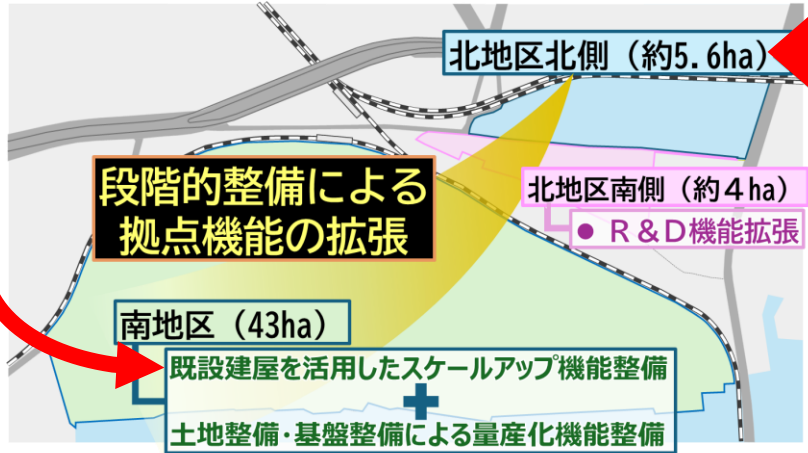 北地区北側（約5.6ha）
段階的整備による
拠点機能の拡張
北地区南側（約４ha）
● Ｒ＆Ｄ機能拡張
南地区（43ha）
既設建屋を活用したスケールアップ機能整備
＋
土地整備・基盤整備による量産化機能整備